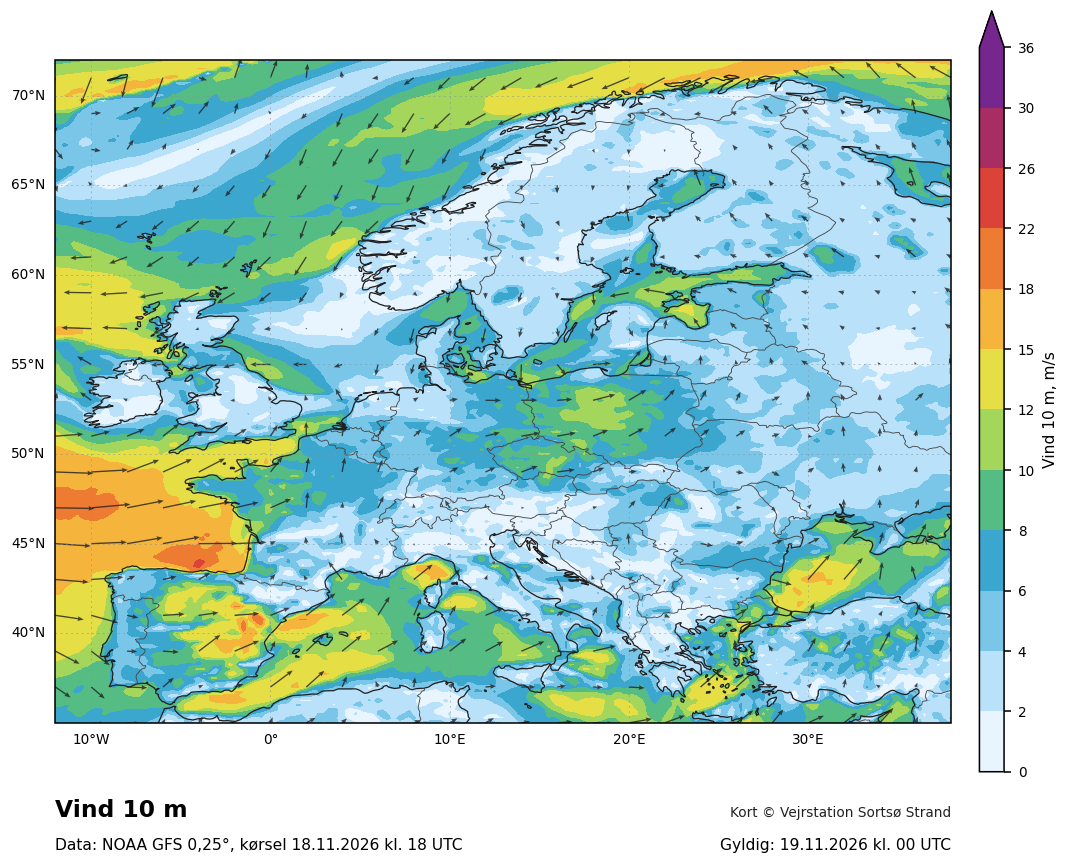 36
30
26
22
18
15
12
10
8
6
4
2
0
Vind 10 m, m/s
70°N
65°N
60°N
55°N
50°N
45°N
40°N
10°W
0°
10°E
20°E
30°E
Vind 10 m
Kort © Vejrstation Sortsø Strand
Data: NOAA GFS 0,25°, kørsel 18.11.2026 kl. 18 UTC
Gyldig: 19.11.2026 kl. 00 UTC